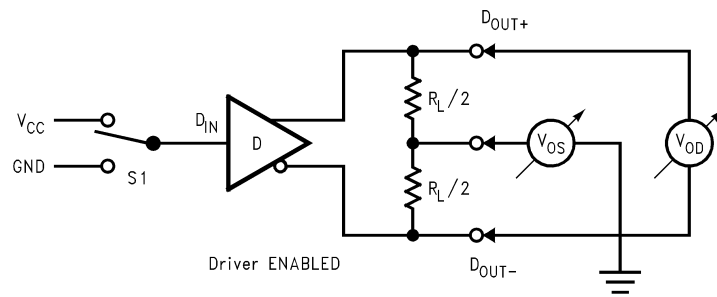 DOUT+
VCC
DIN
RL/2
D
VOS
VOD
GND
S1
RL/2
Driver ENABLED
DOUT-